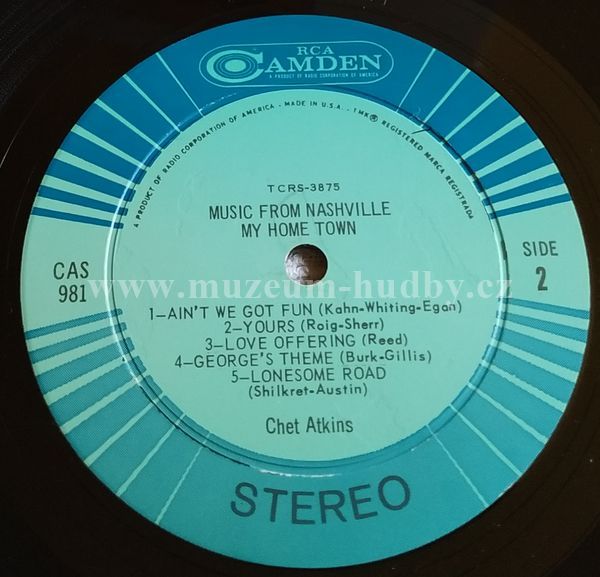 RCA
CAMDEN
A PRODUCT OF RADIO CORPORATION OF AMERICA
A PRODUCT OF RADIO CORPORATION OF AMERICA - MADE IN U.S.A. - TMK ® REGISTERED MARCA REGISTRADA
TCRS-3875
MUSIC FROM NASHVILLE
MY HOME TOWN
CAS
981
SIDE
2
www.muzeum-hudby.cz
1—AIN'T WE GOT FUN (Kahn-Whiting-Egan)
2—YOURS (Roig-Sherr)
3—LOVE OFFERING (Reed)
4—GEORGE'S THEME (Burk-Gillis)
5—LONESOME ROAD
(Shilkret-Austin)
Chet Atkins
STEREO